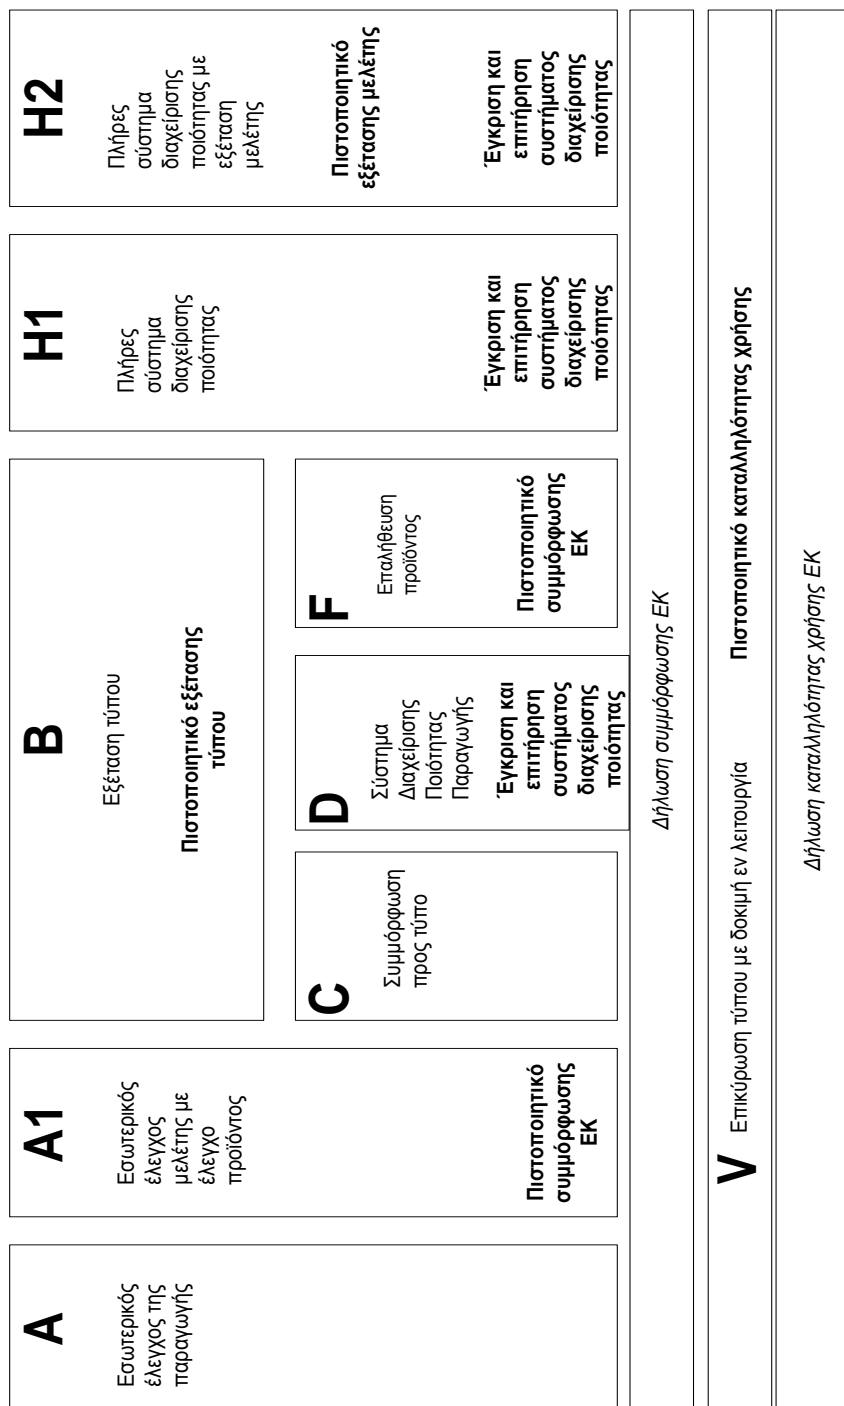 A
Εσωτερικός
έλεγχος της
παραγωγής
A1
Εσωτερικός
έλεγχος
μελέτης με
έλεγχο
προϊόντος
Πιστοποιητικό
συμμόρφωσης
ΕΚ
B
Εξέταση τύπου
Πιστοποιητικό εξέτασης
τύπου
C
Συμμόρφωση
προς τύπο
D
Σύστημα
Διαχείρισης
Ποιότητας
Παραγωγής
Έγκριση και
επιτήρηση
συστήματος
διαχείρισης
ποιότητας
F
Επαλήθευση
προϊόντος
Πιστοποιητικό
συμμόρφωσης
ΕΚ
H1
Πλήρες
σύστημα
διαχείρισης
ποιότητας
Έγκριση και
επιτήρηση
συστήματος
διαχείρισης
ποιότητας
H2
Πλήρες
σύστημα
διαχείρισης
ποιότητας με
εξέταση
μελέτης
Πιστοποιητικό
εξέτασης μελέτης
Έγκριση και
επιτήρηση
συστήματος
διαχείρισης
ποιότητας
Δήλωση συμμόρφωσης ΕΚ
V Επικύρωση τύπου με δοκιμή εν λειτουργία Πιστοποιητικό καταλληλότητας χρήσης
Δήλωση καταλληλότητας χρήσης ΕΚ